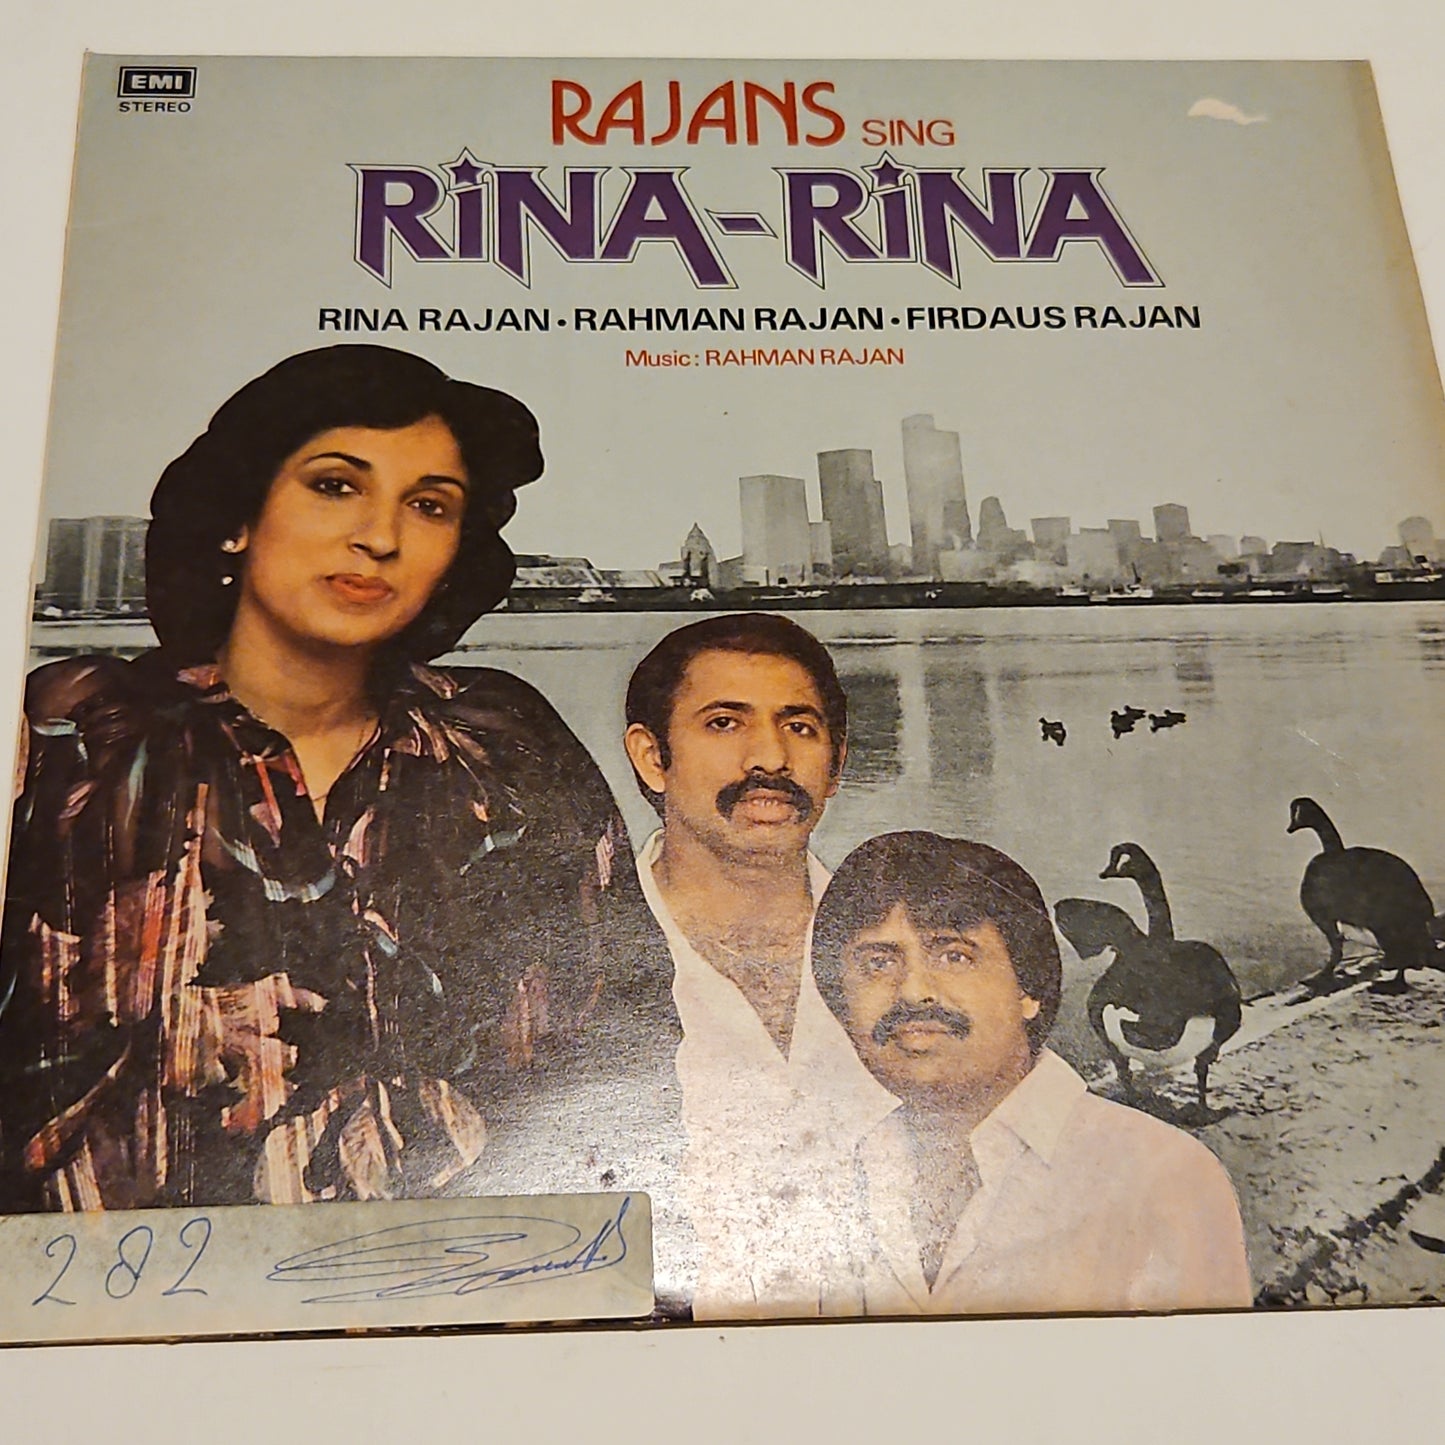 EMI
STEREO
RAJANS SING
RINA-RINA
RINA RAJAN • RAHMAN RAJAN • FIRDAUS RAJAN
Music: RAHMAN RAJAN
282